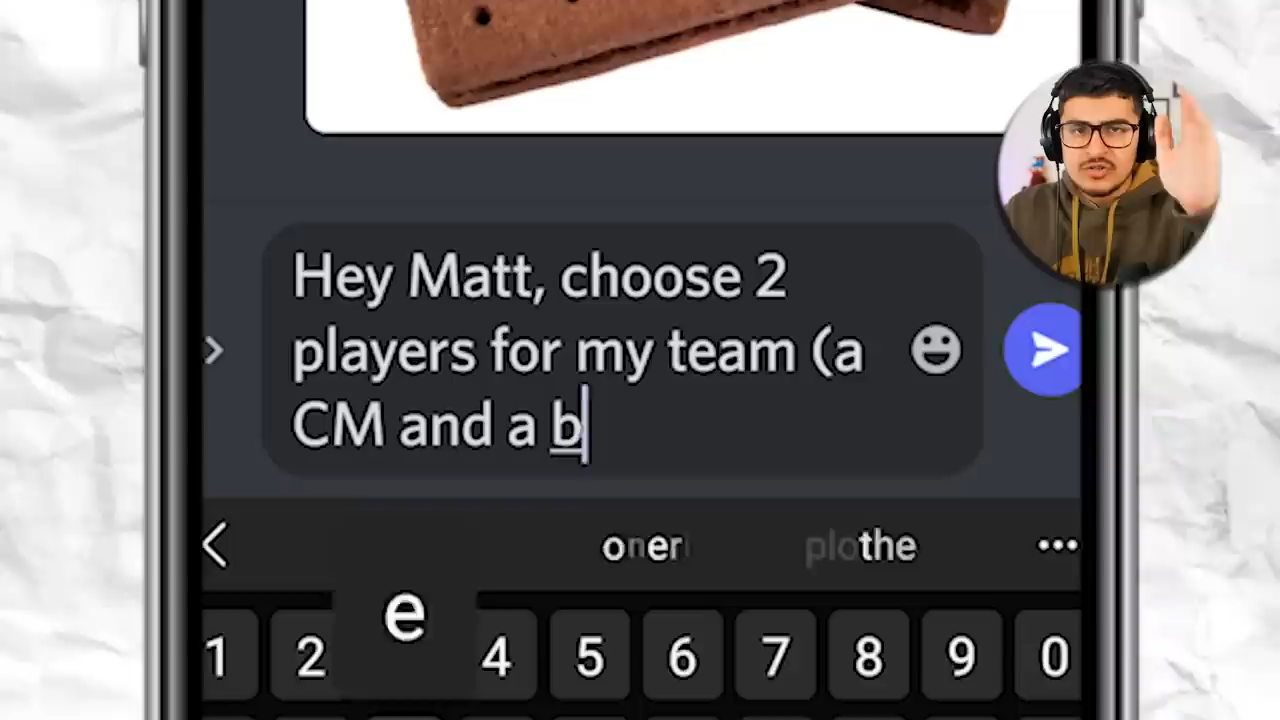 Hey Matt, choose 2
players for my team (a
CM and a b
oner
the
e
1 2 4 5 6 7 8 9 0